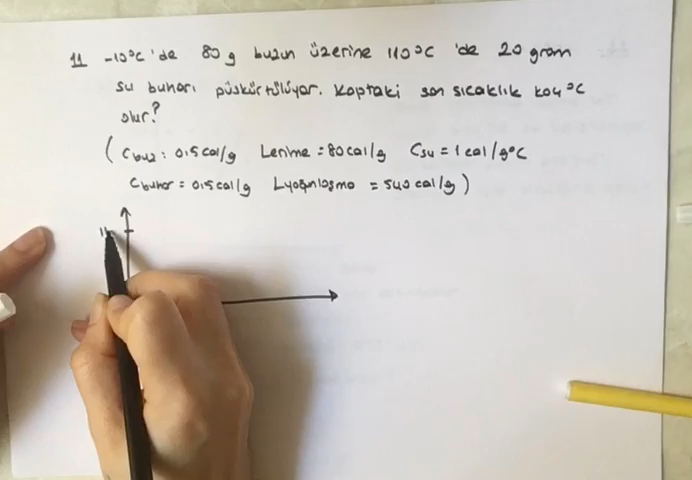 11 -10°C 'de 80 g buzun üzerine 110°C 'de 20 gram
su buharı püskürtülüyor. Kaptaki son sıcaklık kaç °C
olur?
( Cbuz : 0,5 cal/g Lerime = 80 cal/g Csu = 1 cal/g°C
Cbuhar = 0,5 cal/g Lyoğunlaşma = 540 cal/g )
11